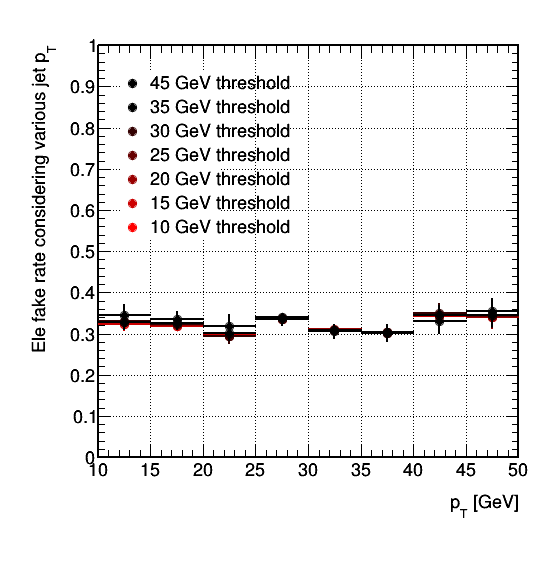 Ele fake rate considering various jet p_T
1
0.9
0.8
0.7
0.6
0.5
0.4
0.3
0.2
0.1
0
45 GeV threshold
35 GeV threshold
30 GeV threshold
25 GeV threshold
20 GeV threshold
15 GeV threshold
10 GeV threshold
10 15 20 25 30 35 40 45 50
p_T [GeV]